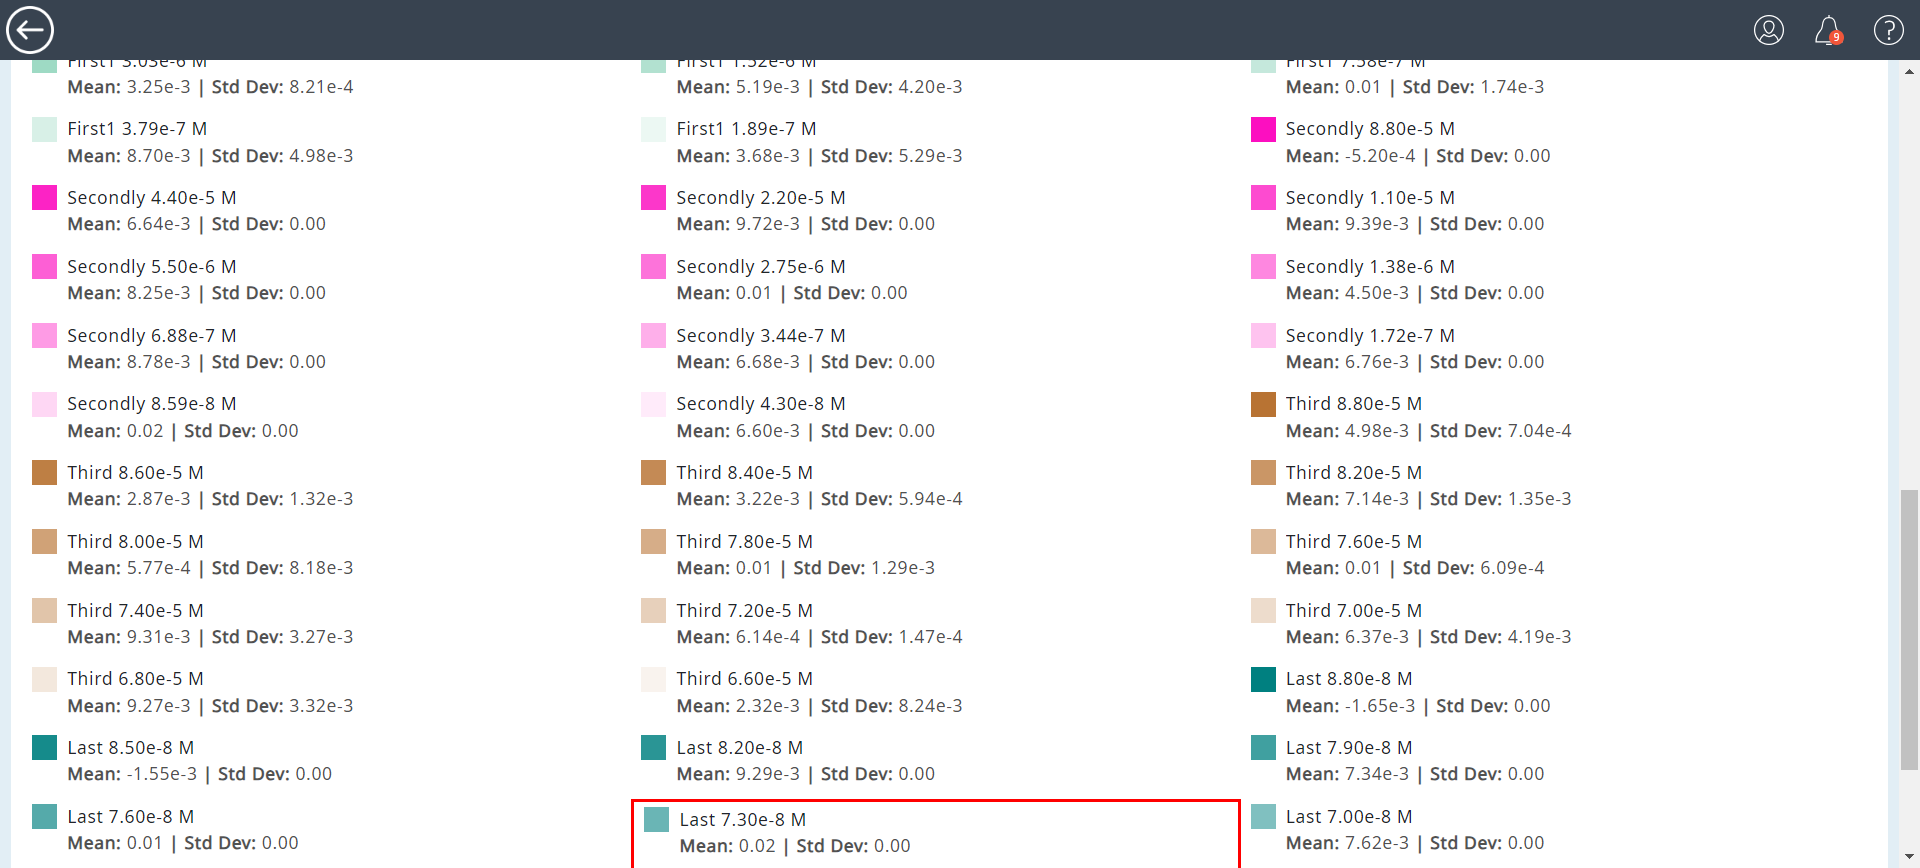 9
First1 3.03e-6 M
Mean: 3.25e-3 | Std Dev: 8.21e-4
First1 1.52e-6 M
Mean: 5.19e-3 | Std Dev: 4.20e-3
First1 7.58e-7 M
Mean: 0.01 | Std Dev: 1.74e-3
First1 3.79e-7 M
Mean: 8.70e-3 | Std Dev: 4.98e-3
First1 1.89e-7 M
Mean: 3.68e-3 | Std Dev: 5.29e-3
Secondly 8.80e-5 M
Mean: -5.20e-4 | Std Dev: 0.00
Secondly 4.40e-5 M
Mean: 6.64e-3 | Std Dev: 0.00
Secondly 2.20e-5 M
Mean: 9.72e-3 | Std Dev: 0.00
Secondly 1.10e-5 M
Mean: 9.39e-3 | Std Dev: 0.00
Secondly 5.50e-6 M
Mean: 8.25e-3 | Std Dev: 0.00
Secondly 2.75e-6 M
Mean: 0.01 | Std Dev: 0.00
Secondly 1.38e-6 M
Mean: 4.50e-3 | Std Dev: 0.00
Secondly 6.88e-7 M
Mean: 8.78e-3 | Std Dev: 0.00
Secondly 3.44e-7 M
Mean: 6.68e-3 | Std Dev: 0.00
Secondly 1.72e-7 M
Mean: 6.76e-3 | Std Dev: 0.00
Secondly 8.59e-8 M
Mean: 0.02 | Std Dev: 0.00
Secondly 4.30e-8 M
Mean: 6.60e-3 | Std Dev: 0.00
Third 8.80e-5 M
Mean: 4.98e-3 | Std Dev: 7.04e-4
Third 8.60e-5 M
Mean: 2.87e-3 | Std Dev: 1.32e-3
Third 8.40e-5 M
Mean: 3.22e-3 | Std Dev: 5.94e-4
Third 8.20e-5 M
Mean: 7.14e-3 | Std Dev: 1.35e-3
Third 8.00e-5 M
Mean: 5.77e-4 | Std Dev: 8.18e-3
Third 7.80e-5 M
Mean: 0.01 | Std Dev: 1.29e-3
Third 7.60e-5 M
Mean: 0.01 | Std Dev: 6.09e-4
Third 7.40e-5 M
Mean: 9.31e-3 | Std Dev: 3.27e-3
Third 7.20e-5 M
Mean: 6.14e-4 | Std Dev: 1.47e-4
Third 7.00e-5 M
Mean: 6.37e-3 | Std Dev: 4.19e-3
Third 6.80e-5 M
Mean: 9.27e-3 | Std Dev: 3.32e-3
Third 6.60e-5 M
Mean: 2.32e-3 | Std Dev: 8.24e-3
Last 8.80e-8 M
Mean: -1.65e-3 | Std Dev: 0.00
Last 8.50e-8 M
Mean: -1.55e-3 | Std Dev: 0.00
Last 8.20e-8 M
Mean: 9.29e-3 | Std Dev: 0.00
Last 7.90e-8 M
Mean: 7.34e-3 | Std Dev: 0.00
Last 7.60e-8 M
Mean: 0.01 | Std Dev: 0.00
Last 7.30e-8 M
Mean: 0.02 | Std Dev: 0.00
Last 7.00e-8 M
Mean: 7.62e-3 | Std Dev: 0.00